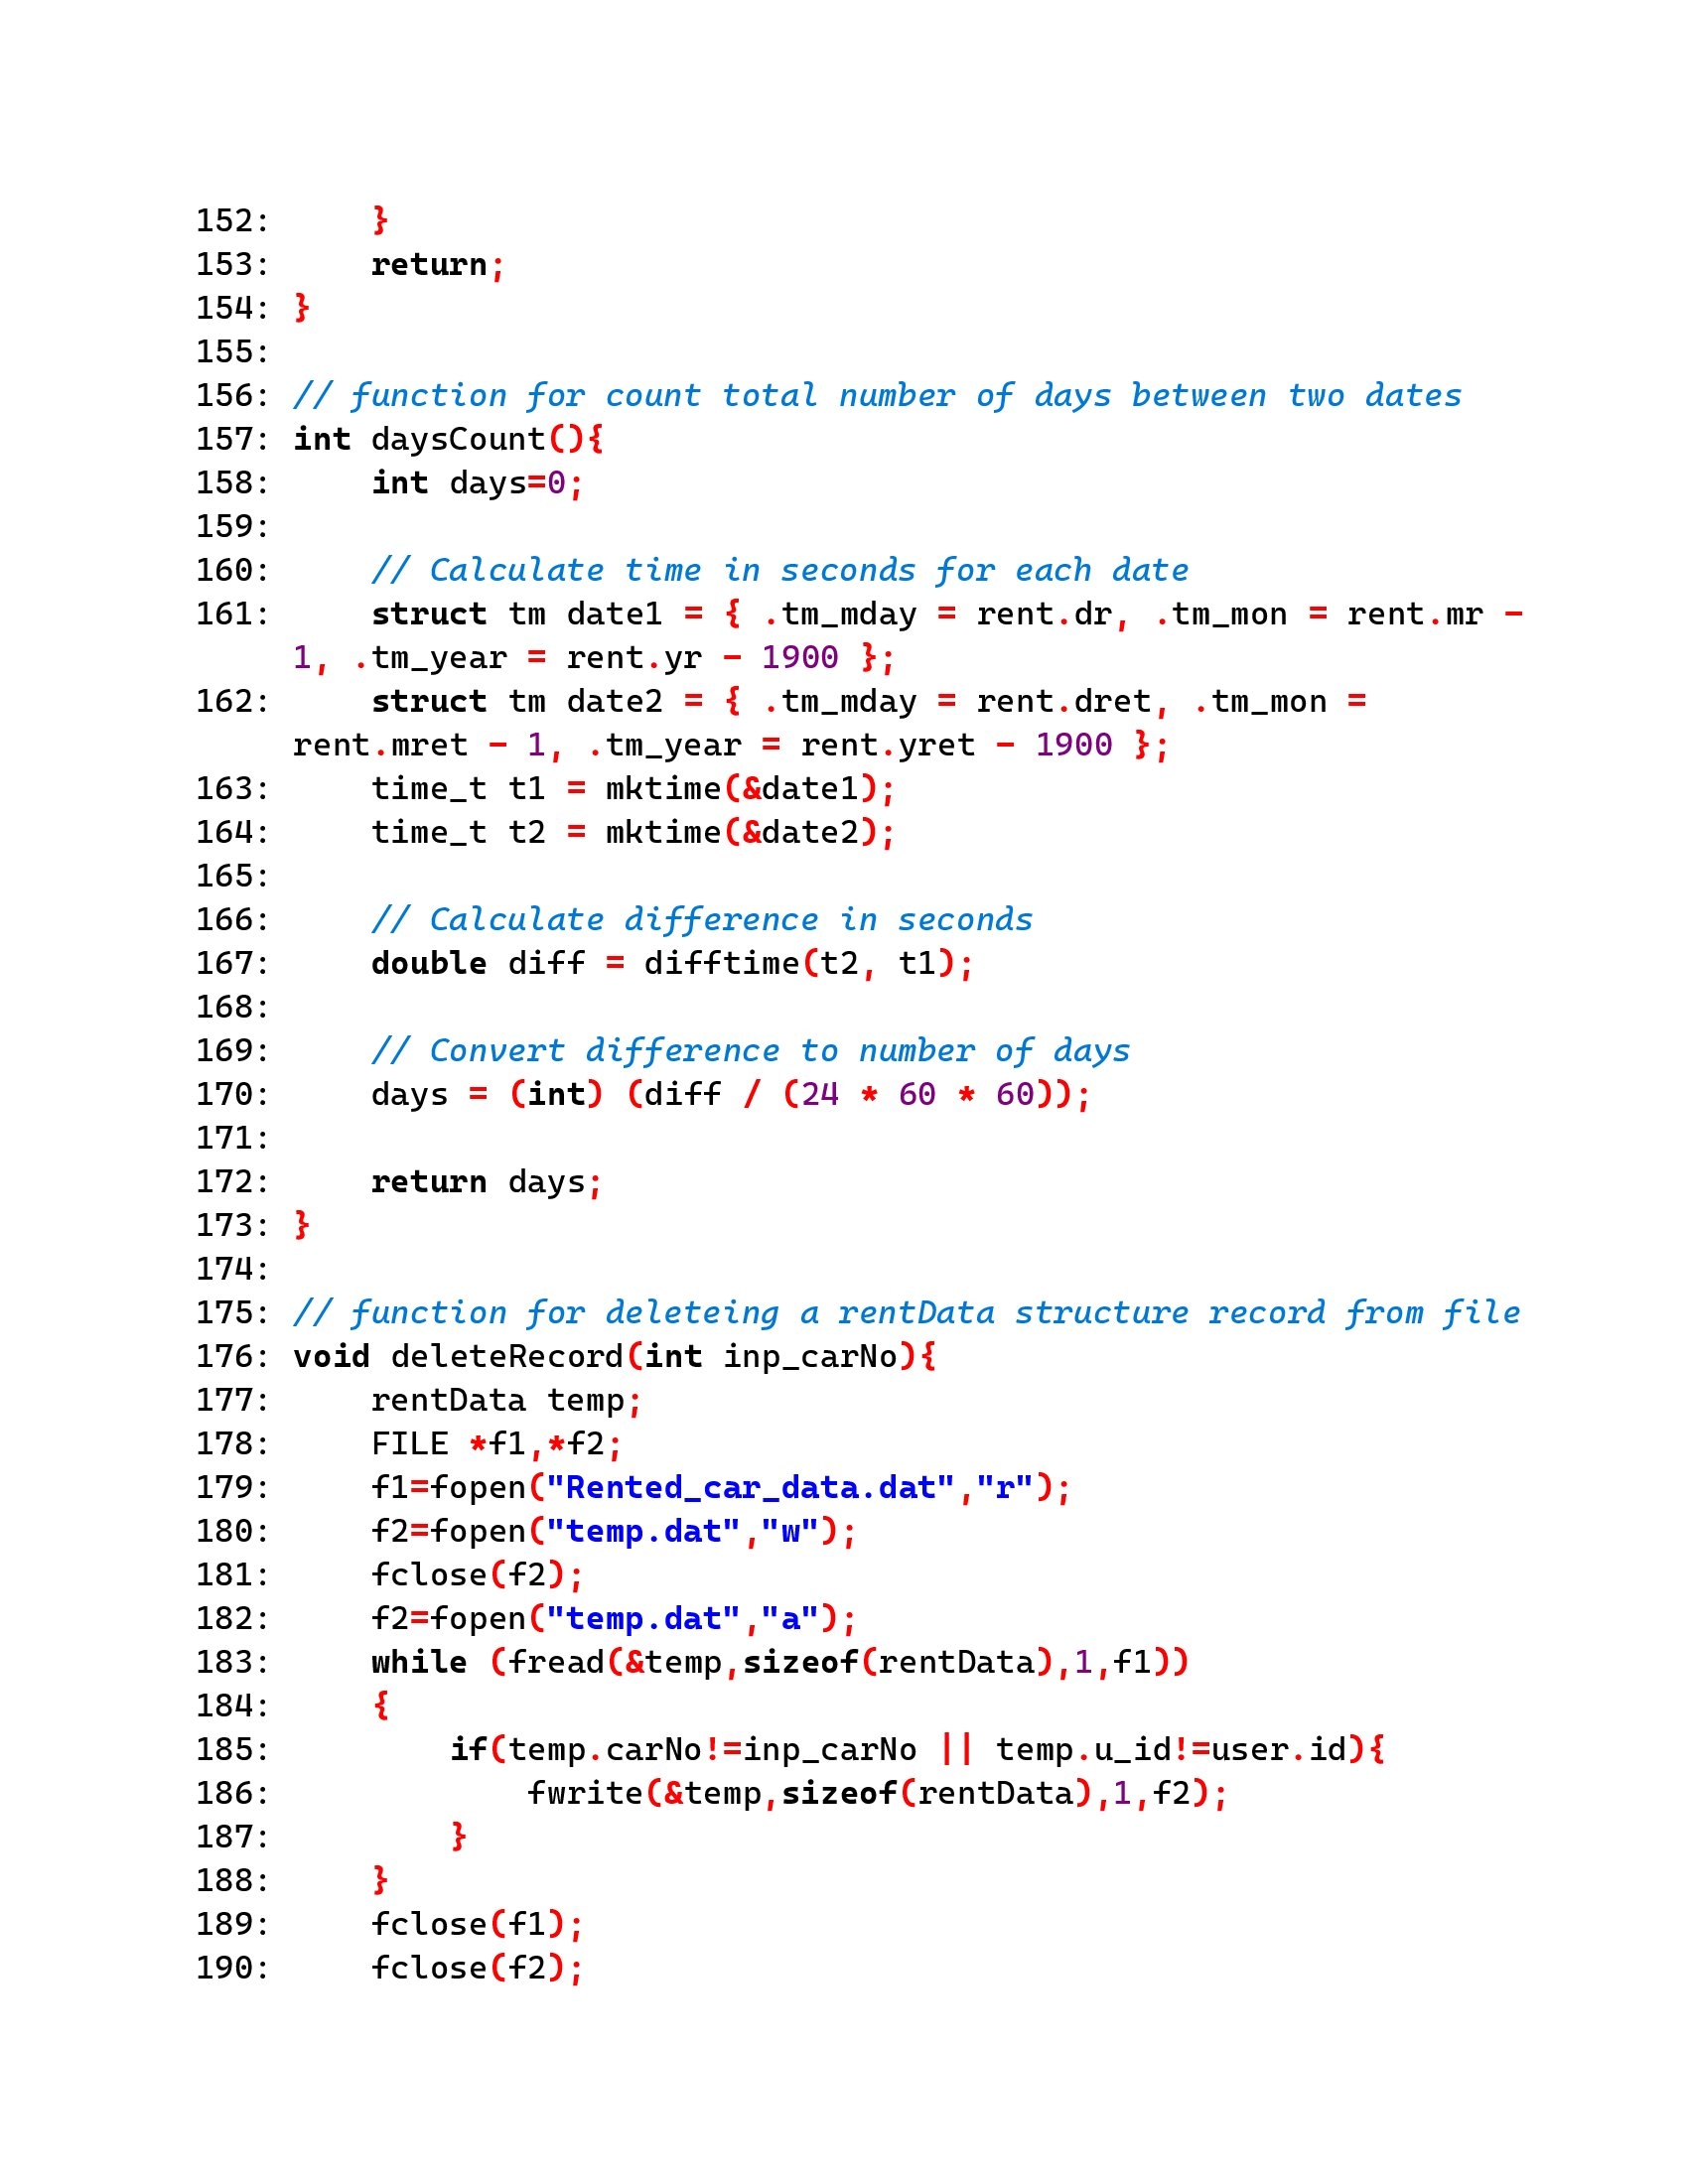 152:     }
153:     return;
154: }
155:
156: // function for count total number of days between two dates
157: int daysCount(){
158:     int days=0;
159:
160:     // Calculate time in seconds for each date
161:     struct tm date1 = { .tm_mday = rent.dr, .tm_mon = rent.mr -
     1, .tm_year = rent.yr - 1900 };
162:     struct tm date2 = { .tm_mday = rent.dret, .tm_mon =
     rent.mret - 1, .tm_year = rent.yret - 1900 };
163:     time_t t1 = mktime(&date1);
164:     time_t t2 = mktime(&date2);
165:
166:     // Calculate difference in seconds
167:     double diff = difftime(t2, t1);
168:
169:     // Convert difference to number of days
170:     days = (int) (diff / (24 * 60 * 60));
171:
172:     return days;
173: }
174:
175: // function for deleteing a rentData structure record from file
176: void deleteRecord(int inp_carNo){
177:     rentData temp;
178:     FILE *f1,*f2;
179:     f1=fopen("Rented_car_data.dat","r");
180:     f2=fopen("temp.dat","w");
181:     fclose(f2);
182:     f2=fopen("temp.dat","a");
183:     while (fread(&temp,sizeof(rentData),1,f1))
184:     {
185:         if(temp.carNo!=inp_carNo || temp.u_id!=user.id){
186:             fwrite(&temp,sizeof(rentData),1,f2);
187:         }
188:     }
189:     fclose(f1);
190:     fclose(f2);